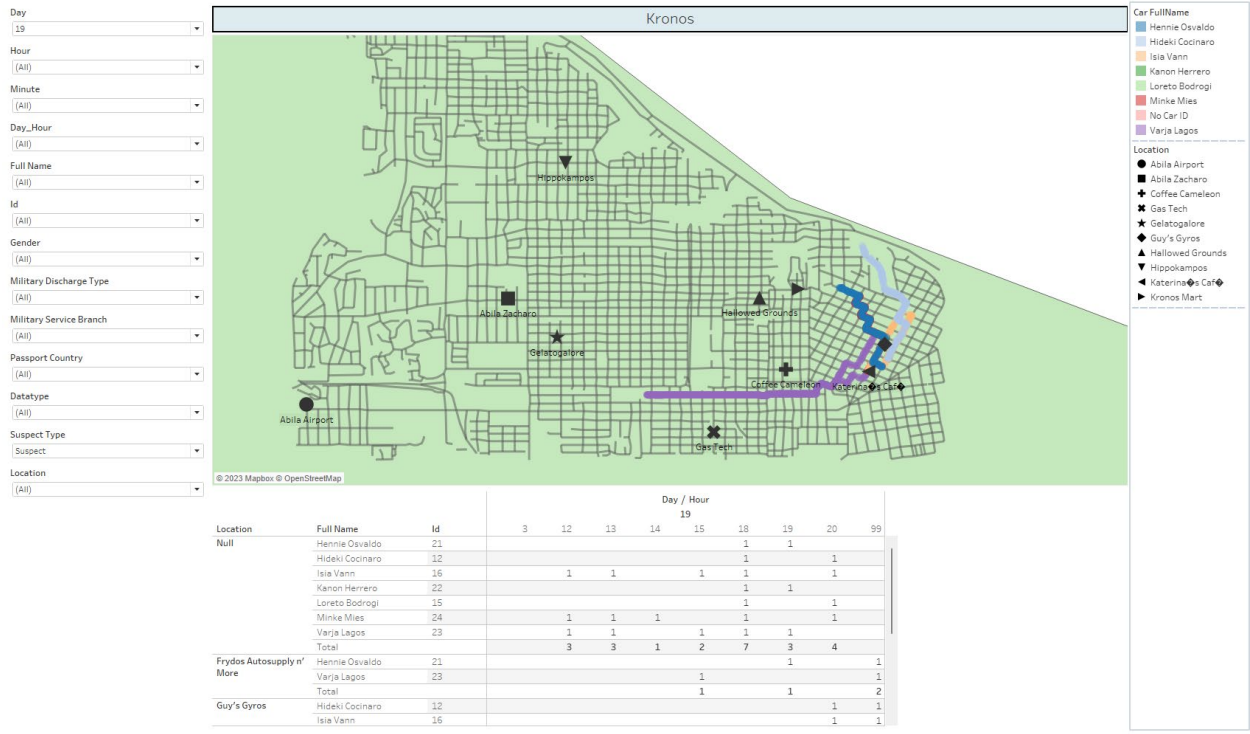 Day
19
Hour
(All)
Minute
(All)
Day_Hour
(All)
Full Name
(All)
Id
(All)
Gender
(All)
Military Discharge Type
(All)
Military Service Branch
(All)
Passport Country
(All)
Datatype
(All)
Suspect Type
Suspect
Location
(All)
Kronos
Hippokampos
Abila Zacharo
Hallowed Grounds
Gelatogalore
Coffee Cameleon
Katerina�s Caf�
Abila Airport
Gas Tech
© 2023 Mapbox © OpenStreetMap
Car FullName
Hennie Osvaldo
Hideki Cocinaro
Isia Vann
Kanon Herrero
Loreto Bodrogi
Minke Mies
No Car ID
Varja Lagos
Location
Abila Airport
Abila Zacharo
Coffee Cameleon
Gas Tech
Gelatogalore
Guy's Gyros
Hallowed Grounds
Hippokampos
Katerina�s Caf�
Kronos Mart
Day / Hour
19
Location Full Name Id 3 12 13 14 15 18 19 20 99
Null Hennie Osvaldo 21 1 1
Hideki Cocinaro 12 1 1
Isia Vann 16 1 1 1 1 1
Kanon Herrero 22 1 1
Loreto Bodrogi 15 1 1
Minke Mies 24 1 1 1 1 1
Varja Lagos 23 1 1 1 1 1
Total 3 3 1 2 7 3 4
Frydos Autosupply n' Hennie Osvaldo 21 1 1
More Varja Lagos 23 1 1
Total 1 1 2
Guy's Gyros Hideki Cocinaro 12 1 1
Isia Vann 16 1 1